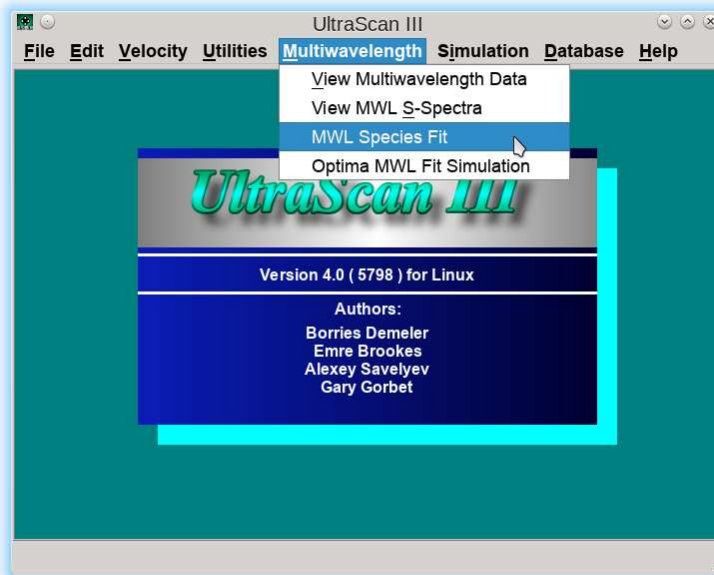 UltraScan III
File Edit Velocity Utilities Multiwavelength Simulation Database Help
View Multiwavelength Data
View MWL S-Spectra
MWL Species Fit
Optima MWL Fit Simulation
UltraScan III
Version 4.0 ( 5798 ) for Linux
Authors:
Borries Demeler
Emre Brookes
Alexey Savelyev
Gary Gorbet